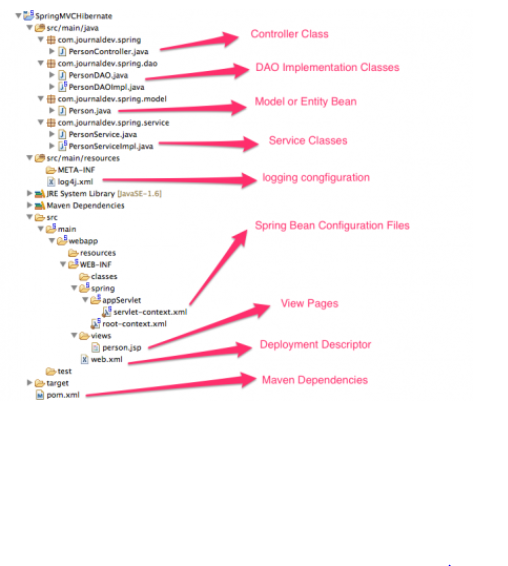 SpringMVCHibernate
src/main/java
com.journaldev.spring
Controller Class
PersonController.java
com.journaldev.spring.dao
DAO Implementation Classes
PersonDAO.java
PersonDAOImpl.java
com.journaldev.spring.model
Model or Entity Bean
Person.java
com.journaldev.spring.service
PersonService.java
Service Classes
PersonServiceImpl.java
src/main/resources
META-INF
logging congfiguration
log4j.xml
JRE System Library [JavaSE-1.6]
Maven Dependencies
src
main
Spring Bean Configuration Files
webapp
resources
WEB-INF
classes
spring
appServlet
View Pages
servlet-context.xml
root-context.xml
views
Deployment Descriptor
person.jsp
web.xml
test
Maven Dependencies
target
pom.xml